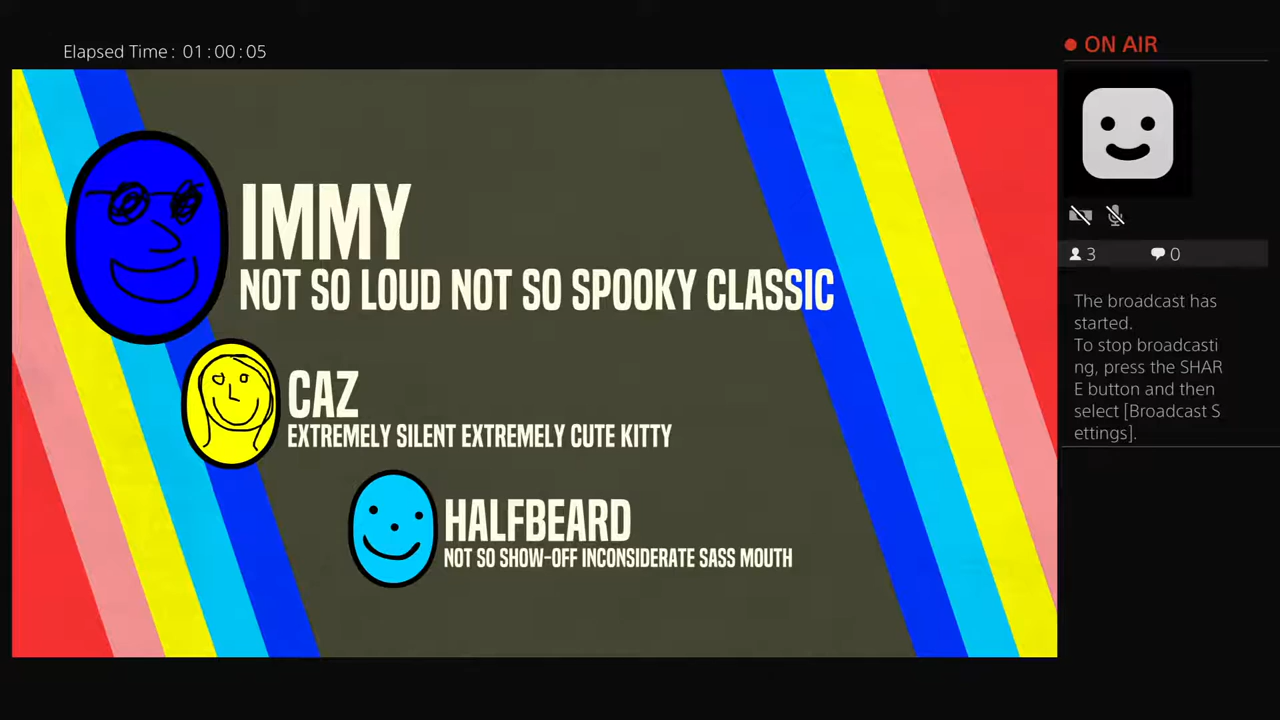 Elapsed Time: 01:00:05
ON AIR
IMMY
NOT SO LOUD NOT SO SPOOKY CLASSIC
CAZ
EXTREMELY SILENT EXTREMELY CUTE KITTY
HALFBEARD
NOT SO SHOW-OFF INCONSIDERATE SASS MOUTH
3
0
The broadcast has
started.
To stop broadcasti
ng, press the SHAR
E button and then
select [Broadcast S
ettings].